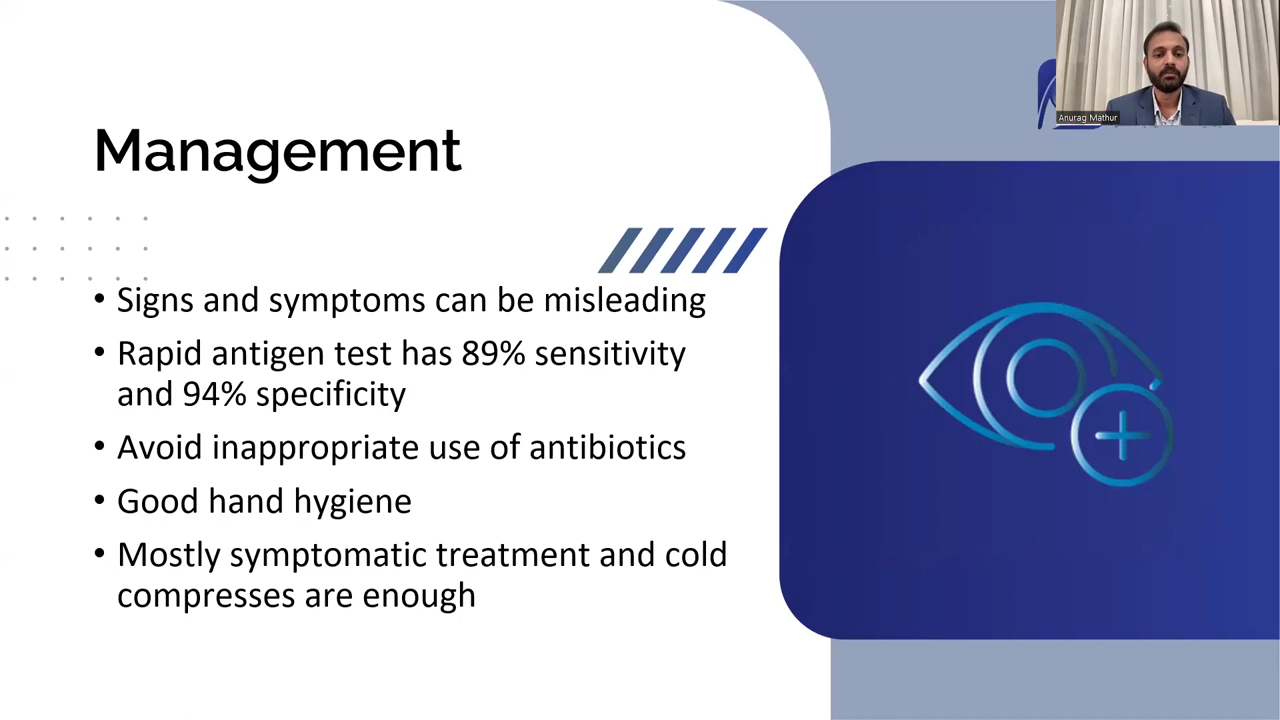 Management
• Signs and symptoms can be misleading
• Rapid antigen test has 89% sensitivity
and 94% specificity
• Avoid inappropriate use of antibiotics
• Good hand hygiene
• Mostly symptomatic treatment and cold
compresses are enough
Anurag Mathur